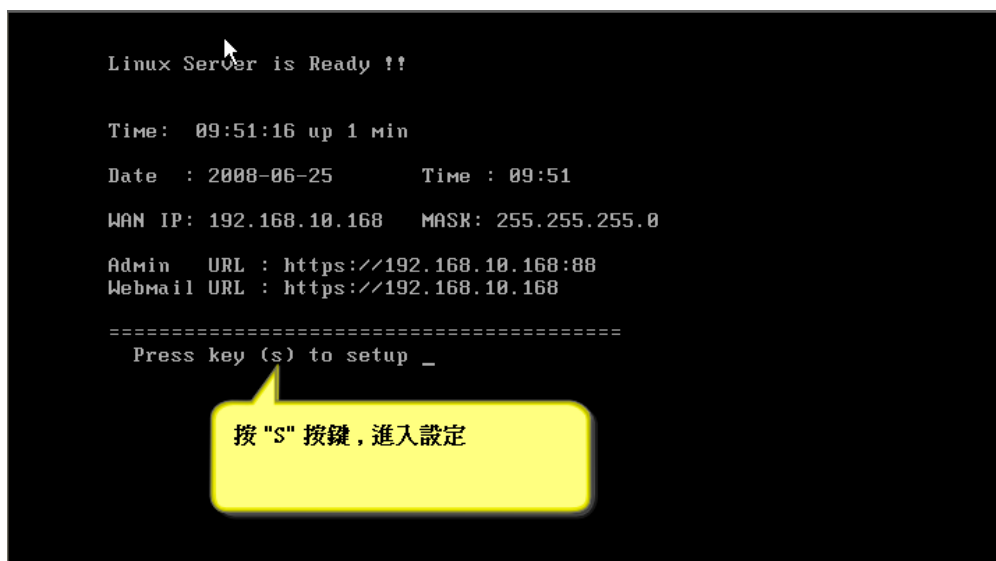 Linux Server is Ready !!
Time:  09:51:16 up 1 min
Date  : 2008-06-25       Time : 09:51
WAN IP: 192.168.10.168   MASK: 255.255.255.0
Admin   URL : https://192.168.10.168:88
Webmail URL : https://192.168.10.168
=========================================
Press key (s) to setup _
按 "S" 按鍵 , 進入設定